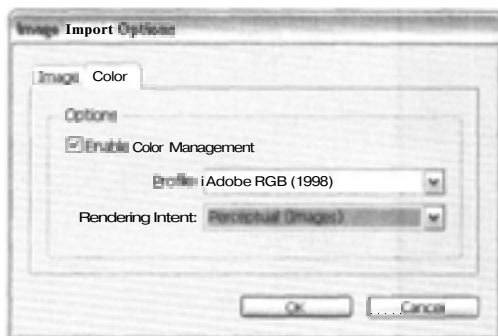 Image Import Options
Image Color
Options
Enable Color Management
Profile: Adobe RGB (1998)
Rendering Intent: Perceptual (Images)
OK Cancel